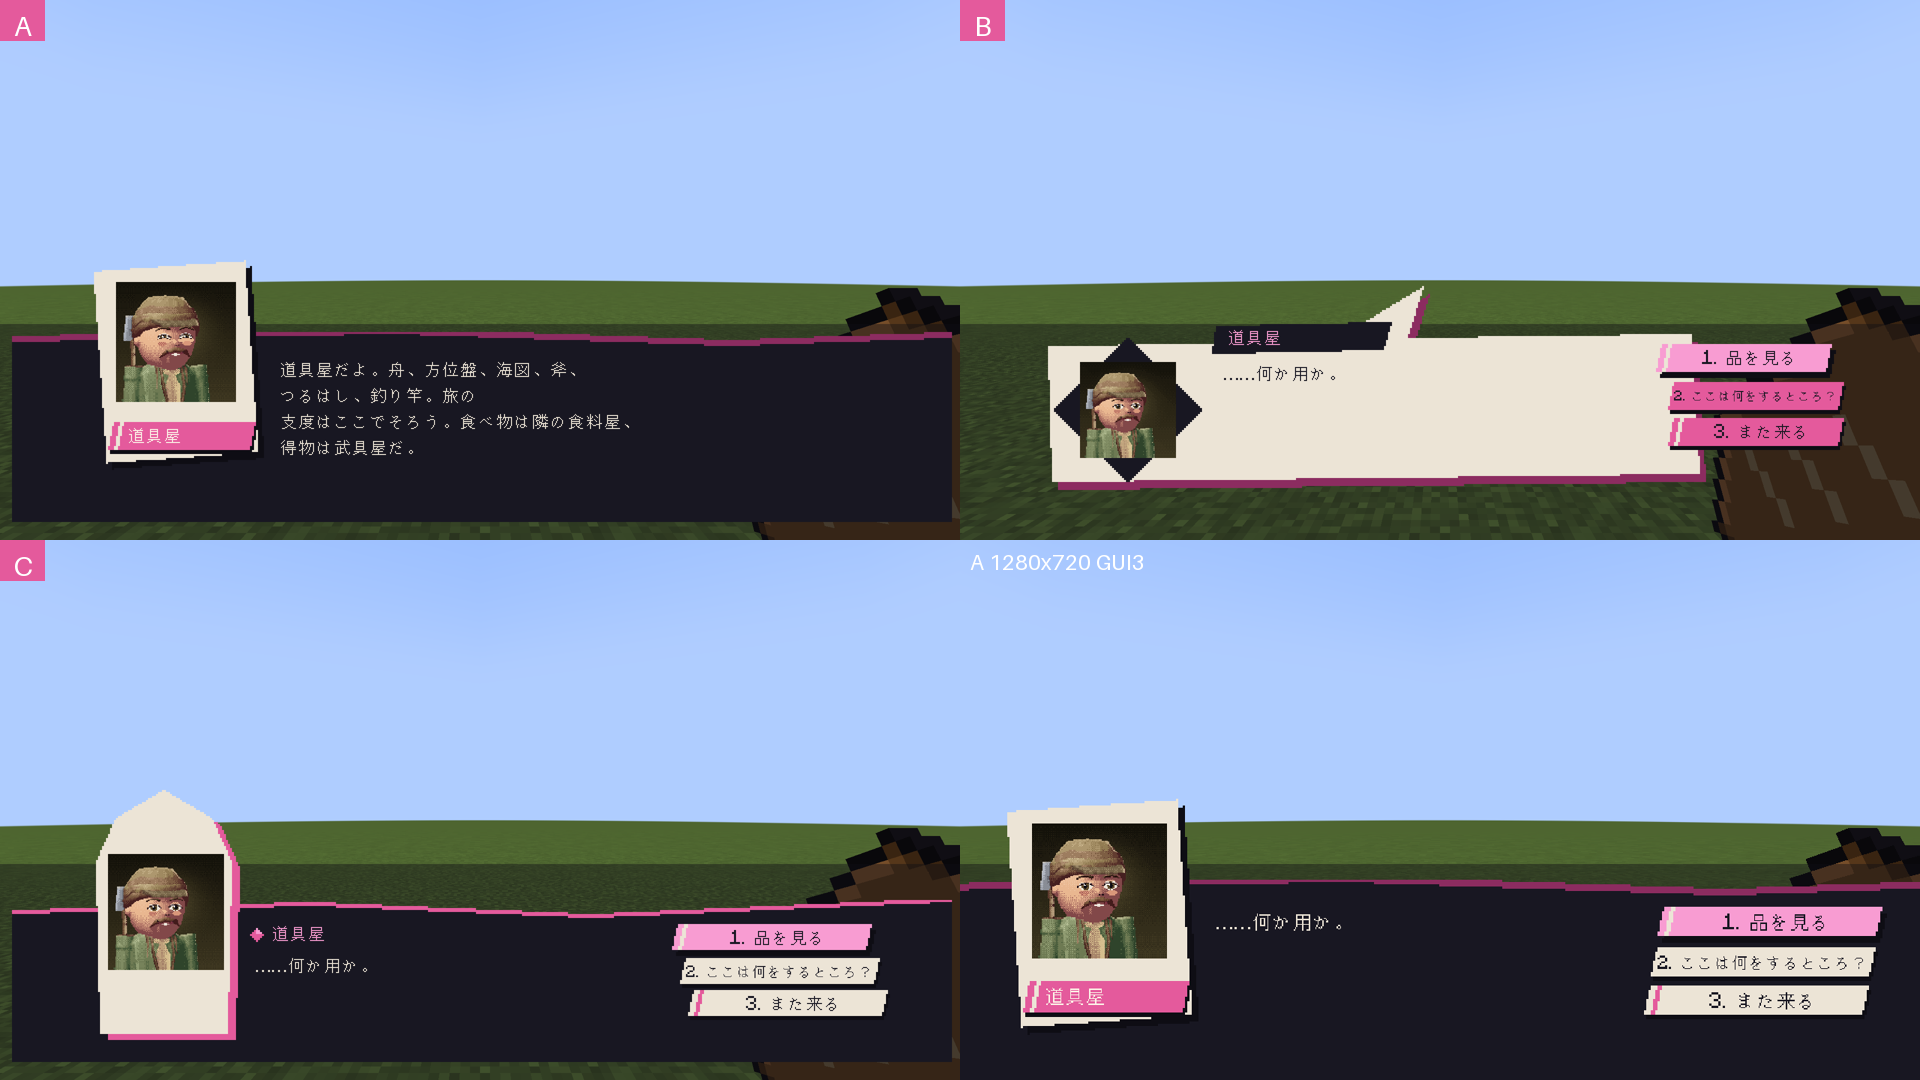 A
道具屋
道具屋だよ。舟、方位盤、海図、斧、
つるはし、釣り竿。旅の
支度はここでそろう。食べ物は隣の食料屋、
得物は武具屋だ。
B
道具屋
……何か用か。
1. 品を見る
2. ここは何をするところ?
3. また来る
C
道具屋
……何か用か。
1. 品を見る
2. ここは何をするところ?
3. また来る
A 1280x720 GUI3
道具屋
……何か用か。
1. 品を見る
2. ここは何をするところ?
3. また来る